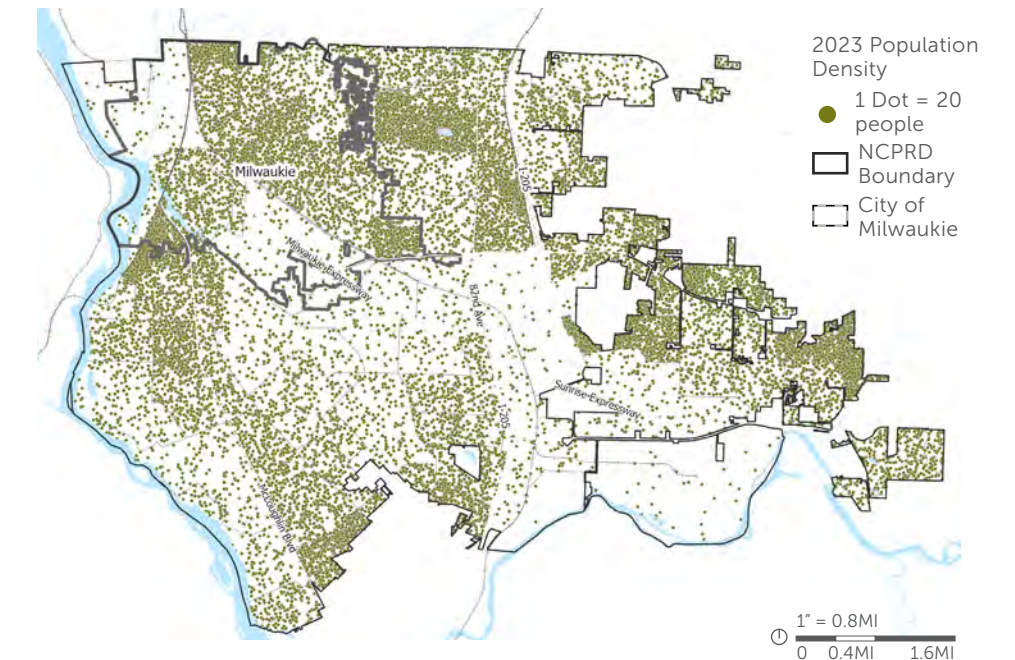 2023 Population
Density
1 Dot = 20
people
NCPRD
Boundary
City of
Milwaukie
Milwaukie
I-205
Milwaukie Expressway
82nd Ave
Sunrise Expressway
I-205
McLoughlin Blvd
1" = 0.8MI
0 0.4MI 1.6MI